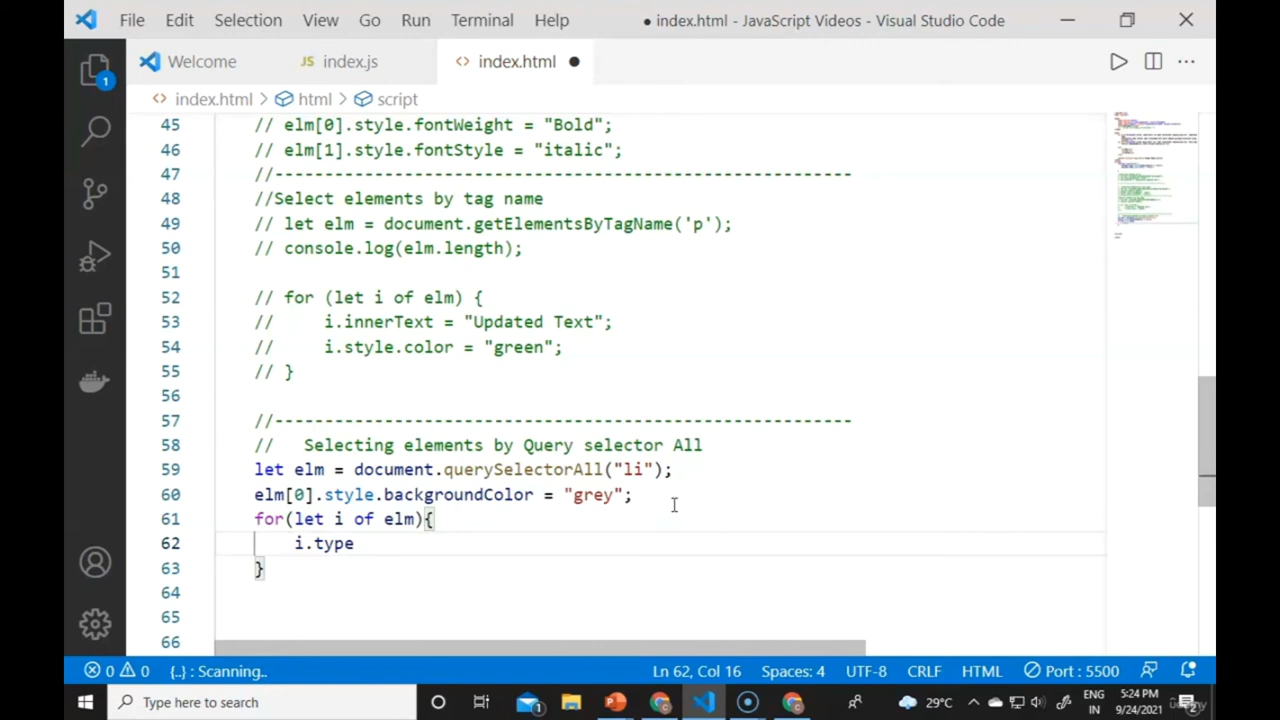 File Edit Selection View Go Run Terminal Help ● index.html - JavaScript Videos - Visual Studio Code
Welcome JS index.js <> index.html ●
<> index.html > html > script
1
45 // elm[0].style.fontWeight = "Bold";
46 // elm[1].style.fontStyle = "italic";
47 //----------------------------------------------------------
48 //Select elements by tag name
49 // let elm = document.getElementsByTagName('p');
50 // console.log(elm.length);
51
52 // for (let i of elm) {
53 //     i.innerText = "Updated Text";
54 //     i.style.color = "green";
55 // }
56
57 //----------------------------------------------------------
58 //   Selecting elements by Query selector All
59 let elm = document.querySelectorAll("li");
60 elm[0].style.backgroundColor = "grey";
61 for(let i of elm){
62     i.type
63 }
64
65
66
0 0 {..} : Scanning.. Ln 62, Col 16 Spaces: 4 UTF-8 CRLF HTML Port : 5500
Type here to search 1 29°C ENG IN 5:24 PM 9/24/2021 2